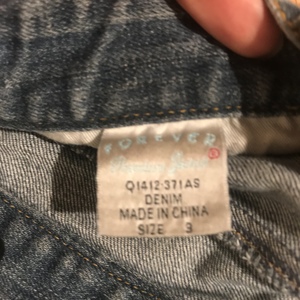 FOREVER
Q1412-371AS
DENIM
MADE IN CHINA
SIZE 3